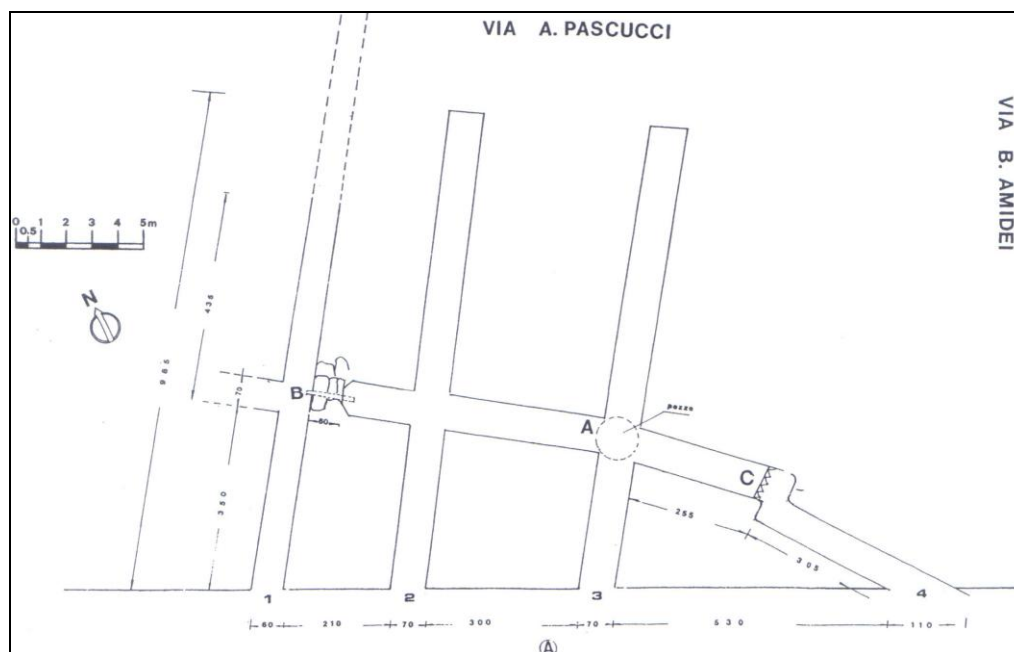 VIA A. PASCUCCI
VIA B. AMIDEI
0 0.5 1 2 3 4 5m
N
985
435
70
350
B
50
A
pozzo
C
255
305
1 2 3 4
60 210 70 300 70 530 110
A